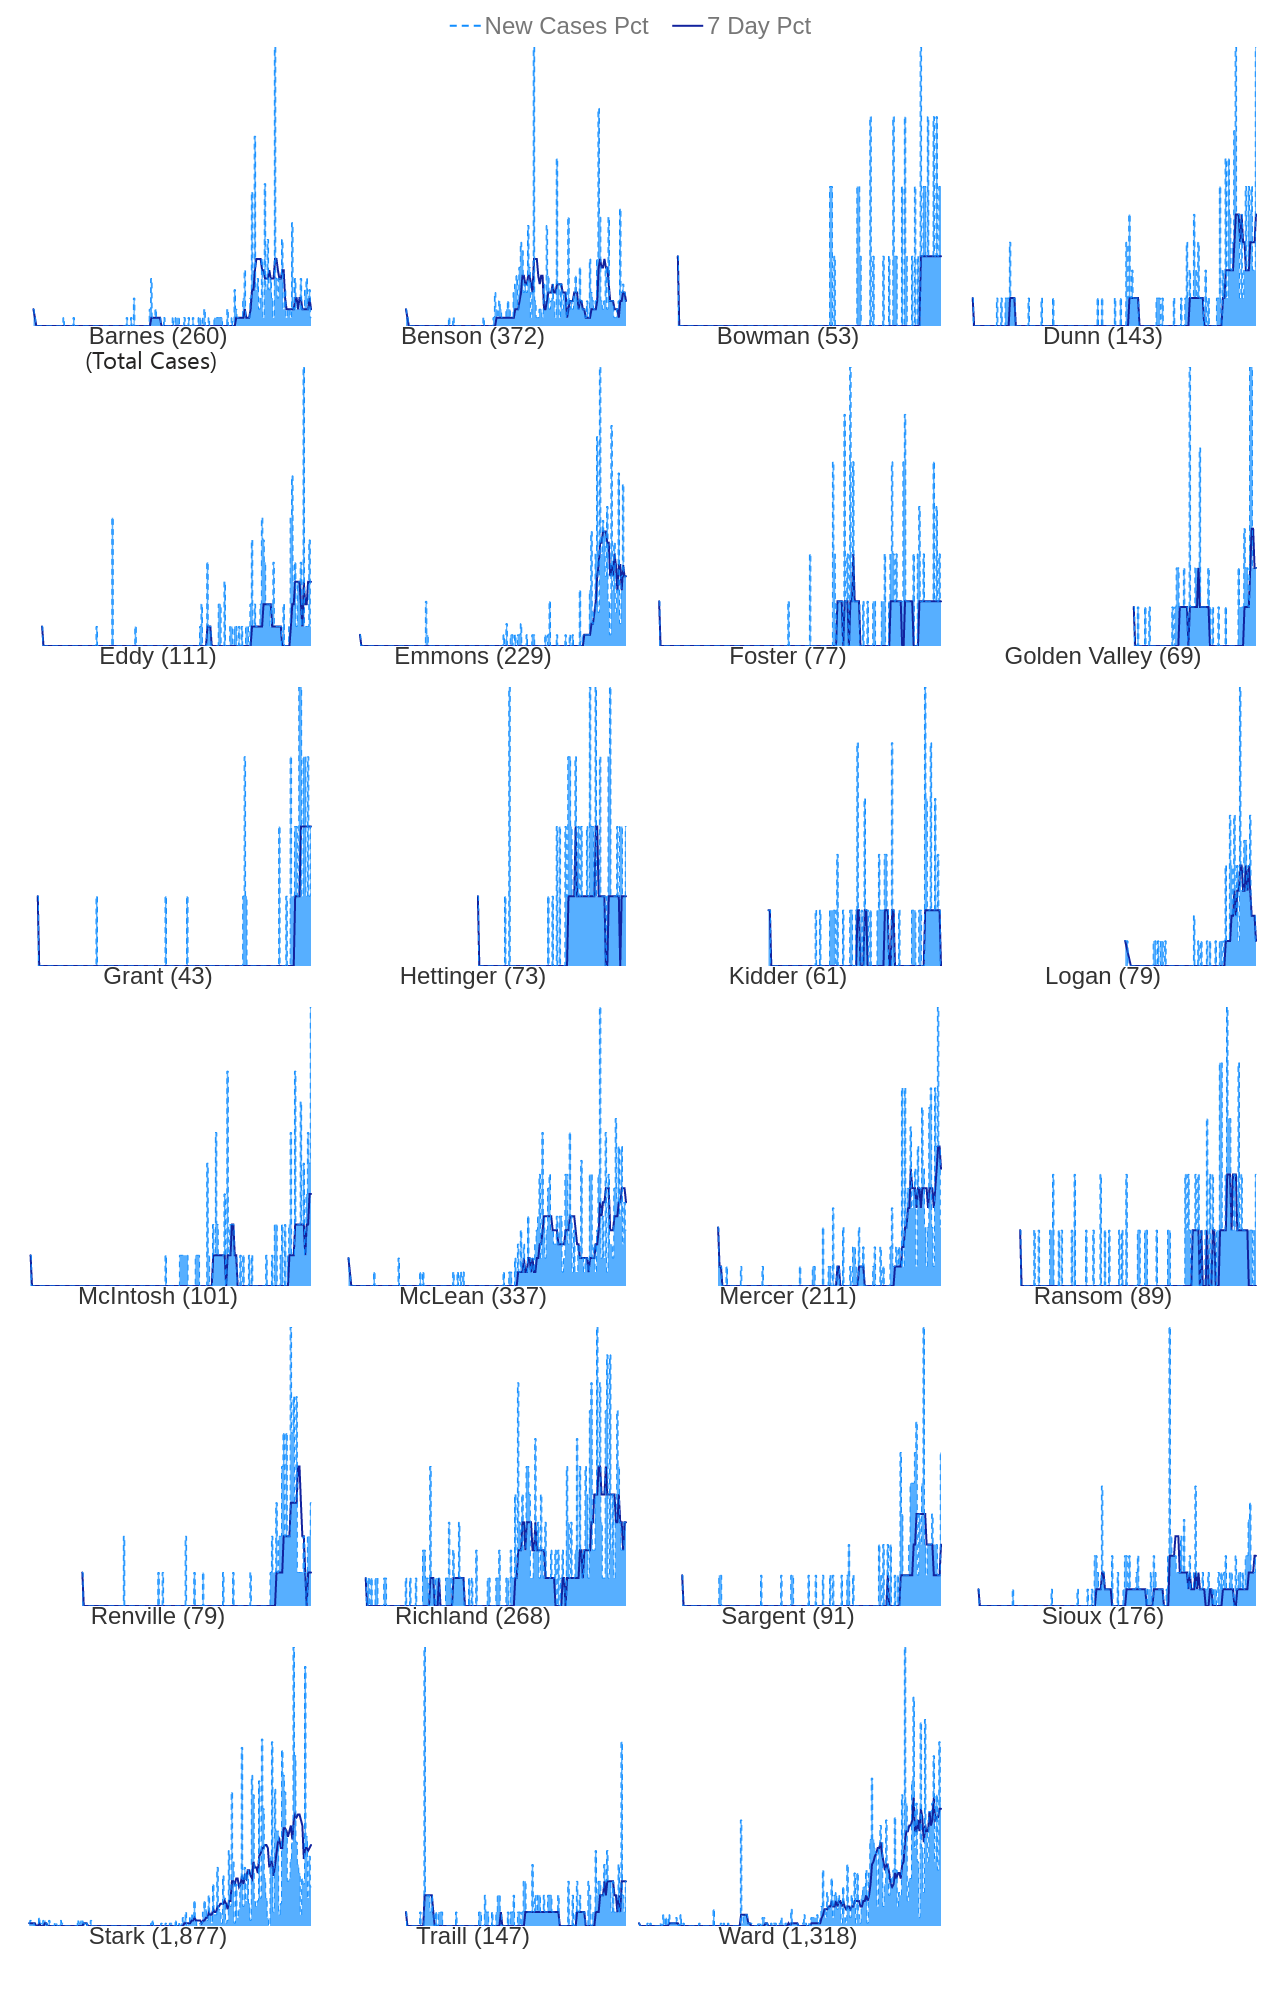 New Cases Pct 7 Day Pct
Barnes (260) Benson (372) Bowman (53) Dunn (143)
(Total Cases)
Eddy (111) Emmons (229) Foster (77) Golden Valley (69)
Grant (43) Hettinger (73) Kidder (61) Logan (79)
McIntosh (101) McLean (337) Mercer (211) Ransom (89)
Renville (79) Richland (268) Sargent (91) Sioux (176)
Stark (1,877) Traill (147) Ward (1,318)